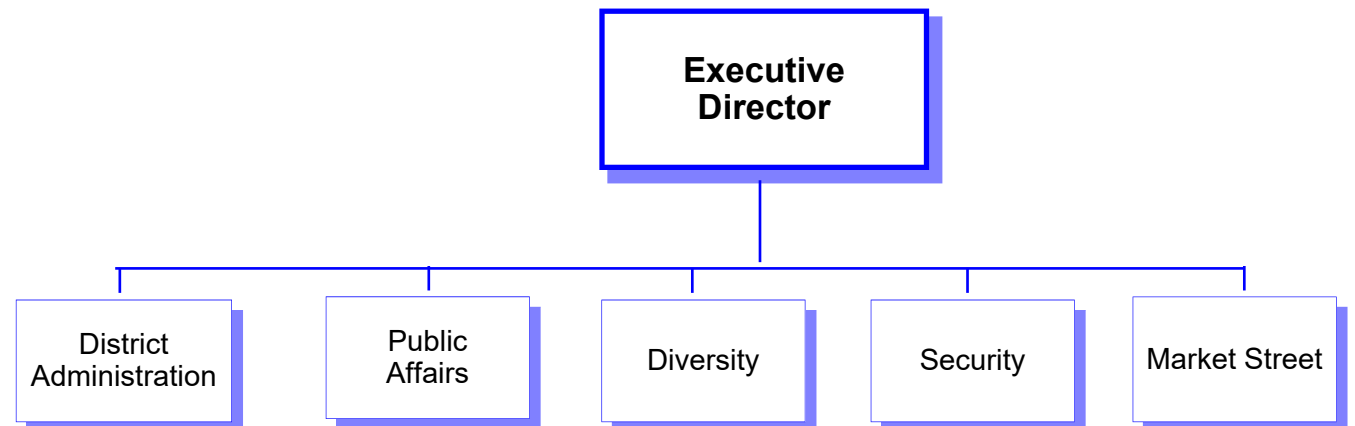 Executive
Director
District
Administration
Public
Affairs
Diversity
Security
Market Street